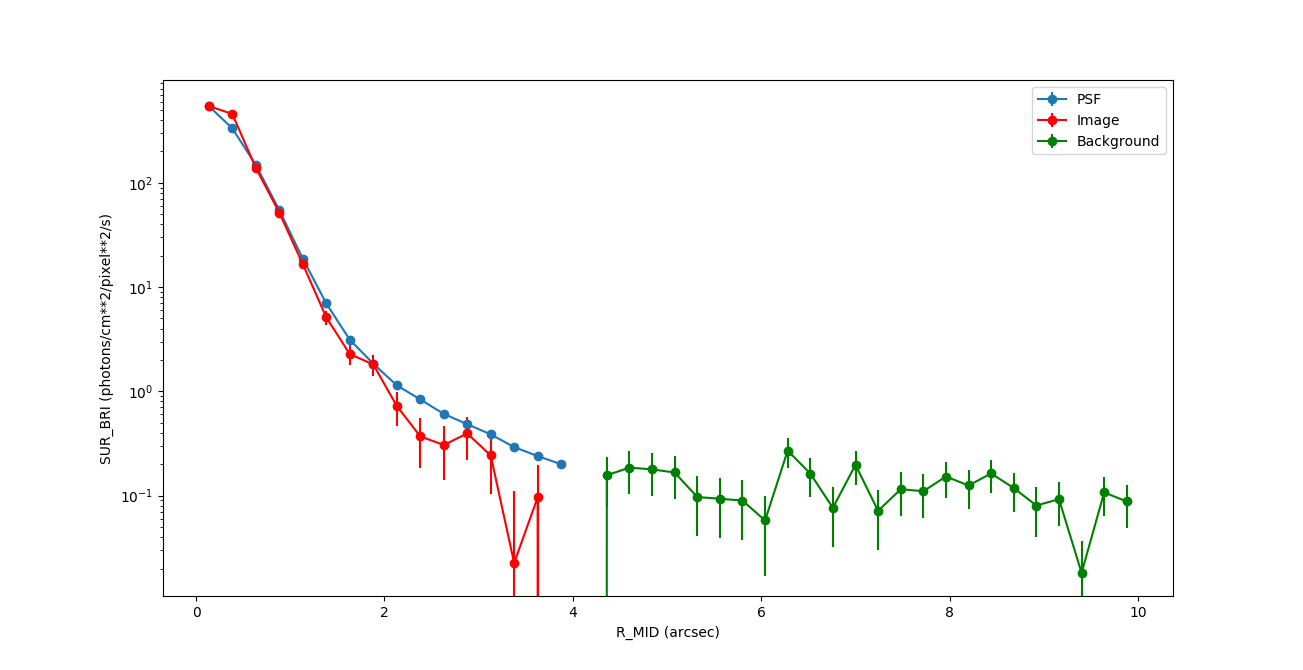 PSF
Image
Background
10²
10¹
10⁰
10⁻¹
SUR_BRI (photons/cm**2/pixel**2/s)
0 2 4 6 8 10
R_MID (arcsec)